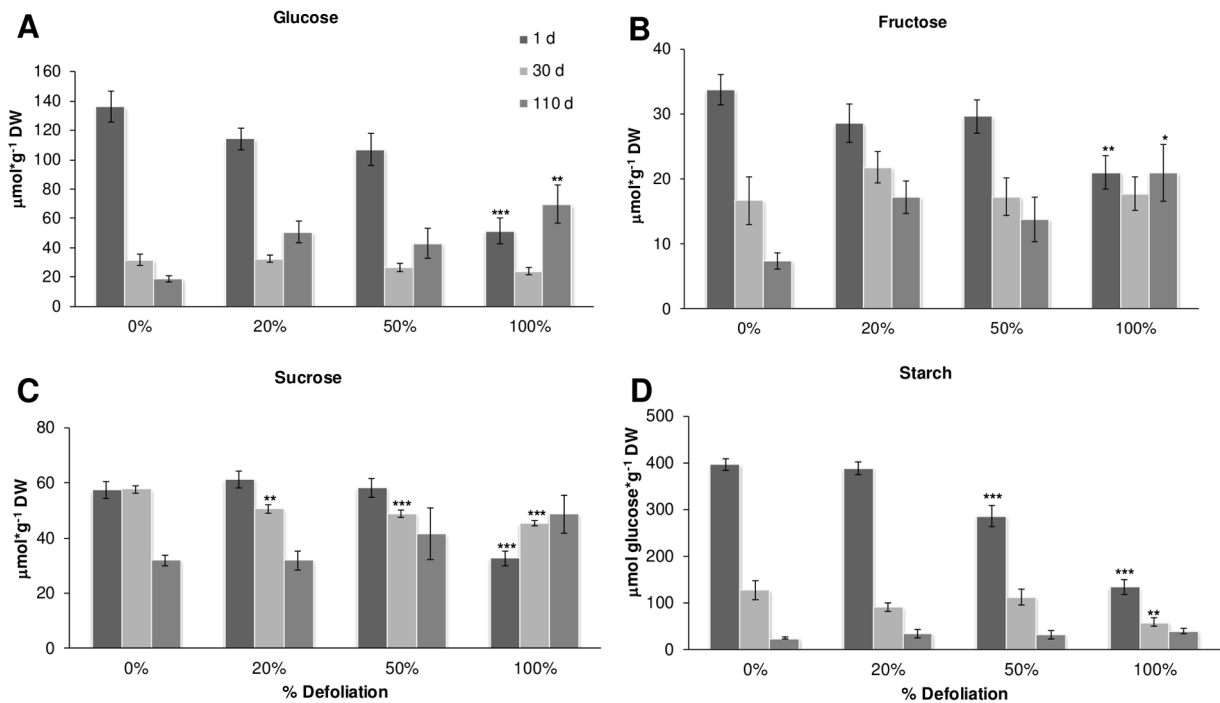 A
Glucose
1 d
30 d
110 d
µmol*g⁻¹ DW
160
140
120
100
80
60
40
20
0
***
**
0% 20% 50% 100%
B
Fructose
µmol*g⁻¹ DW
40
30
20
10
0
**
*
0% 20% 50% 100%
C
Sucrose
µmol*g⁻¹ DW
80
60
40
20
0
**
***
***
***
0% 20% 50% 100%
% Defoliation
D
Starch
µmol glucose*g⁻¹ DW
500
400
300
200
100
0
***
***
**
0% 20% 50% 100%
% Defoliation